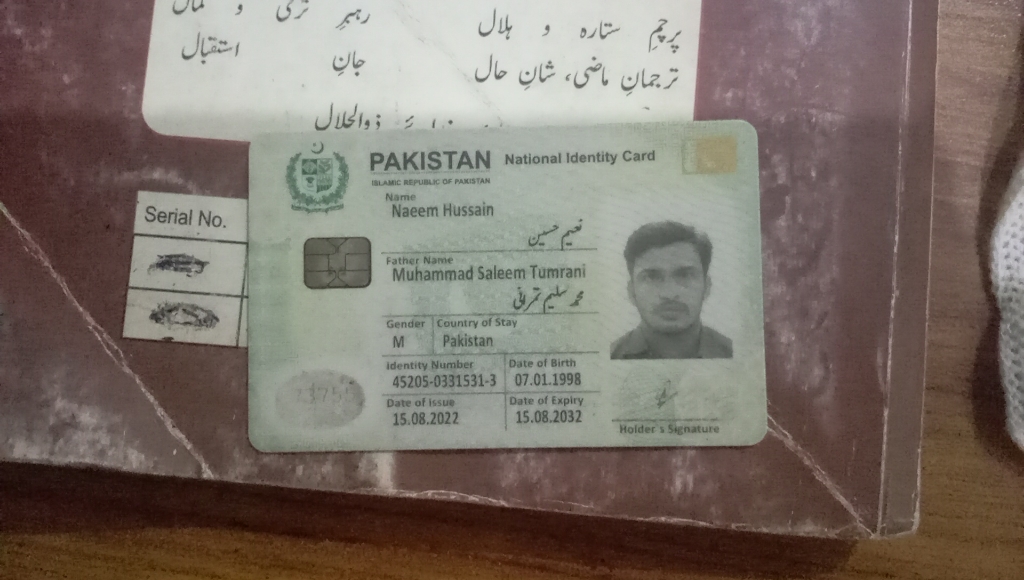 رہبرِ ترقی و کمال
پرچمِ ستارہ و ہلال
جانِ استقبال
ترجمانِ ماضی، شانِ حال
ذوالجلال
Serial No.
PAKISTAN National Identity Card
ISLAMIC REPUBLIC OF PAKISTAN
Name
Naeem Hussain
نعیم حسین
Father Name
Muhammad Saleem Tumrani
محمد سلیم تمرانی
Gender Country of Stay
M Pakistan
Identity Number Date of Birth
45205-0331531-3 07.01.1998
Date of Issue Date of Expiry
15.08.2022 15.08.2032
Holder's Signature